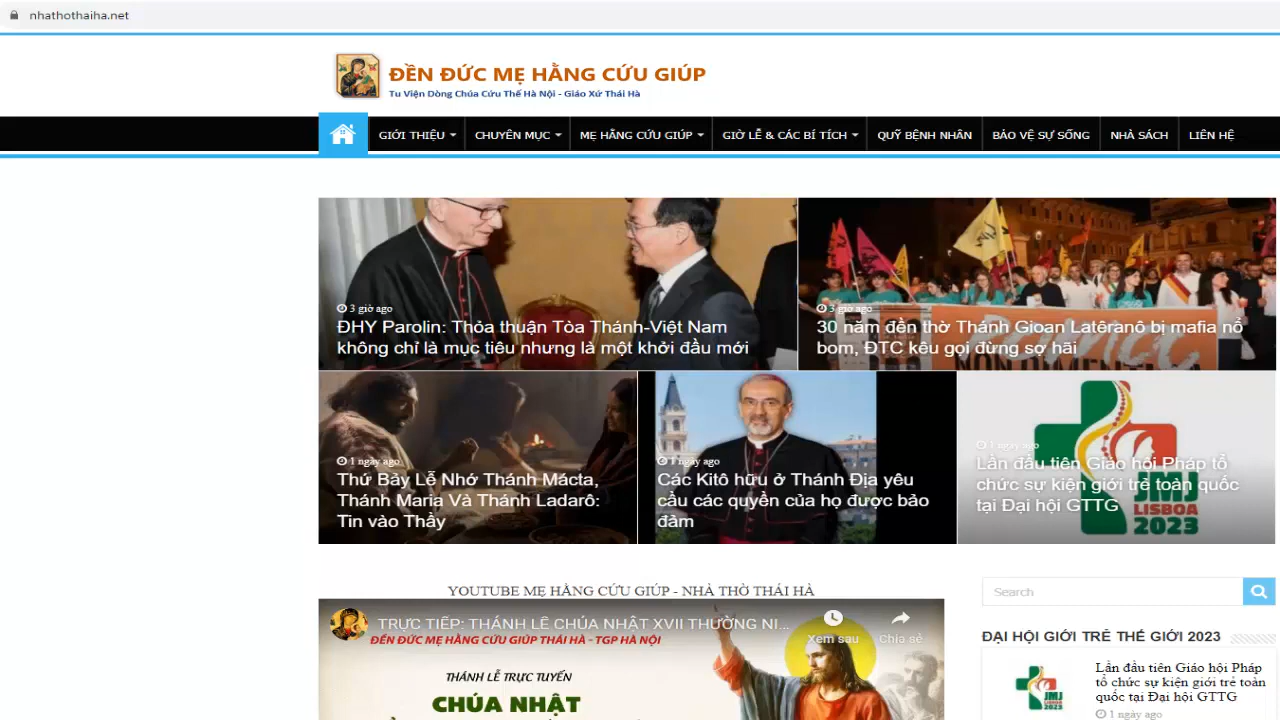 nhathothaiha.net
ĐỀN ĐỨC MẸ HẰNG CỨU GIÚP
Tu Viện Dòng Chúa Cứu Thế Hà Nội - Giáo Xứ Thái Hà
GIỚI THIỆU CHUYÊN MỤC MẸ HẰNG CỨU GIÚP GIỜ LỄ & CÁC BÍ TÍCH QUỸ BỆNH NHÂN BẢO VỆ SỰ SỐNG NHÀ SÁCH LIÊN HỆ
3 giờ ago
ĐHY Parolin: Thỏa thuận Tòa Thánh-Việt Nam
không chỉ là mục tiêu nhưng là một khởi đầu mới
3 giờ ago
30 năm đền thờ Thánh Gioan Latêranô bị mafia nổ
bom, ĐTC kêu gọi đừng sợ hãi
1 ngày ago
Thứ Bảy Lễ Nhớ Thánh Mácta,
Thánh Maria Và Thánh Ladarô:
Tin vào Thầy
1 ngày ago
Các Kitô hữu ở Thánh Địa yêu
cầu các quyền của họ được bảo
đảm
1 ngày ago
Lần đầu tiên Giáo hội Pháp tổ
chức sự kiện giới trẻ toàn quốc
tại Đại hội GTTG
JMJ
LISBOA
2023
YOUTUBE MẸ HẰNG CỨU GIÚP - NHÀ THỜ THÁI HÀ
TRỰC TIẾP: THÁNH LỄ CHÚA NHẬT XVII THƯỜNG NI...
ĐỀN ĐỨC MẸ HẰNG CỨU GIÚP THÁI HÀ - TGP HÀ NỘI
Xem sau Chia sẻ
THÁNH LỄ TRỰC TUYẾN
CHÚA NHẬT
Search
ĐẠI HỘI GIỚI TRẺ THẾ GIỚI 2023
Lần đầu tiên Giáo hội Pháp
tổ chức sự kiện giới trẻ toàn
quốc tại Đại hội GTTG
1 ngày ago
JMJ
LISBOA
2023